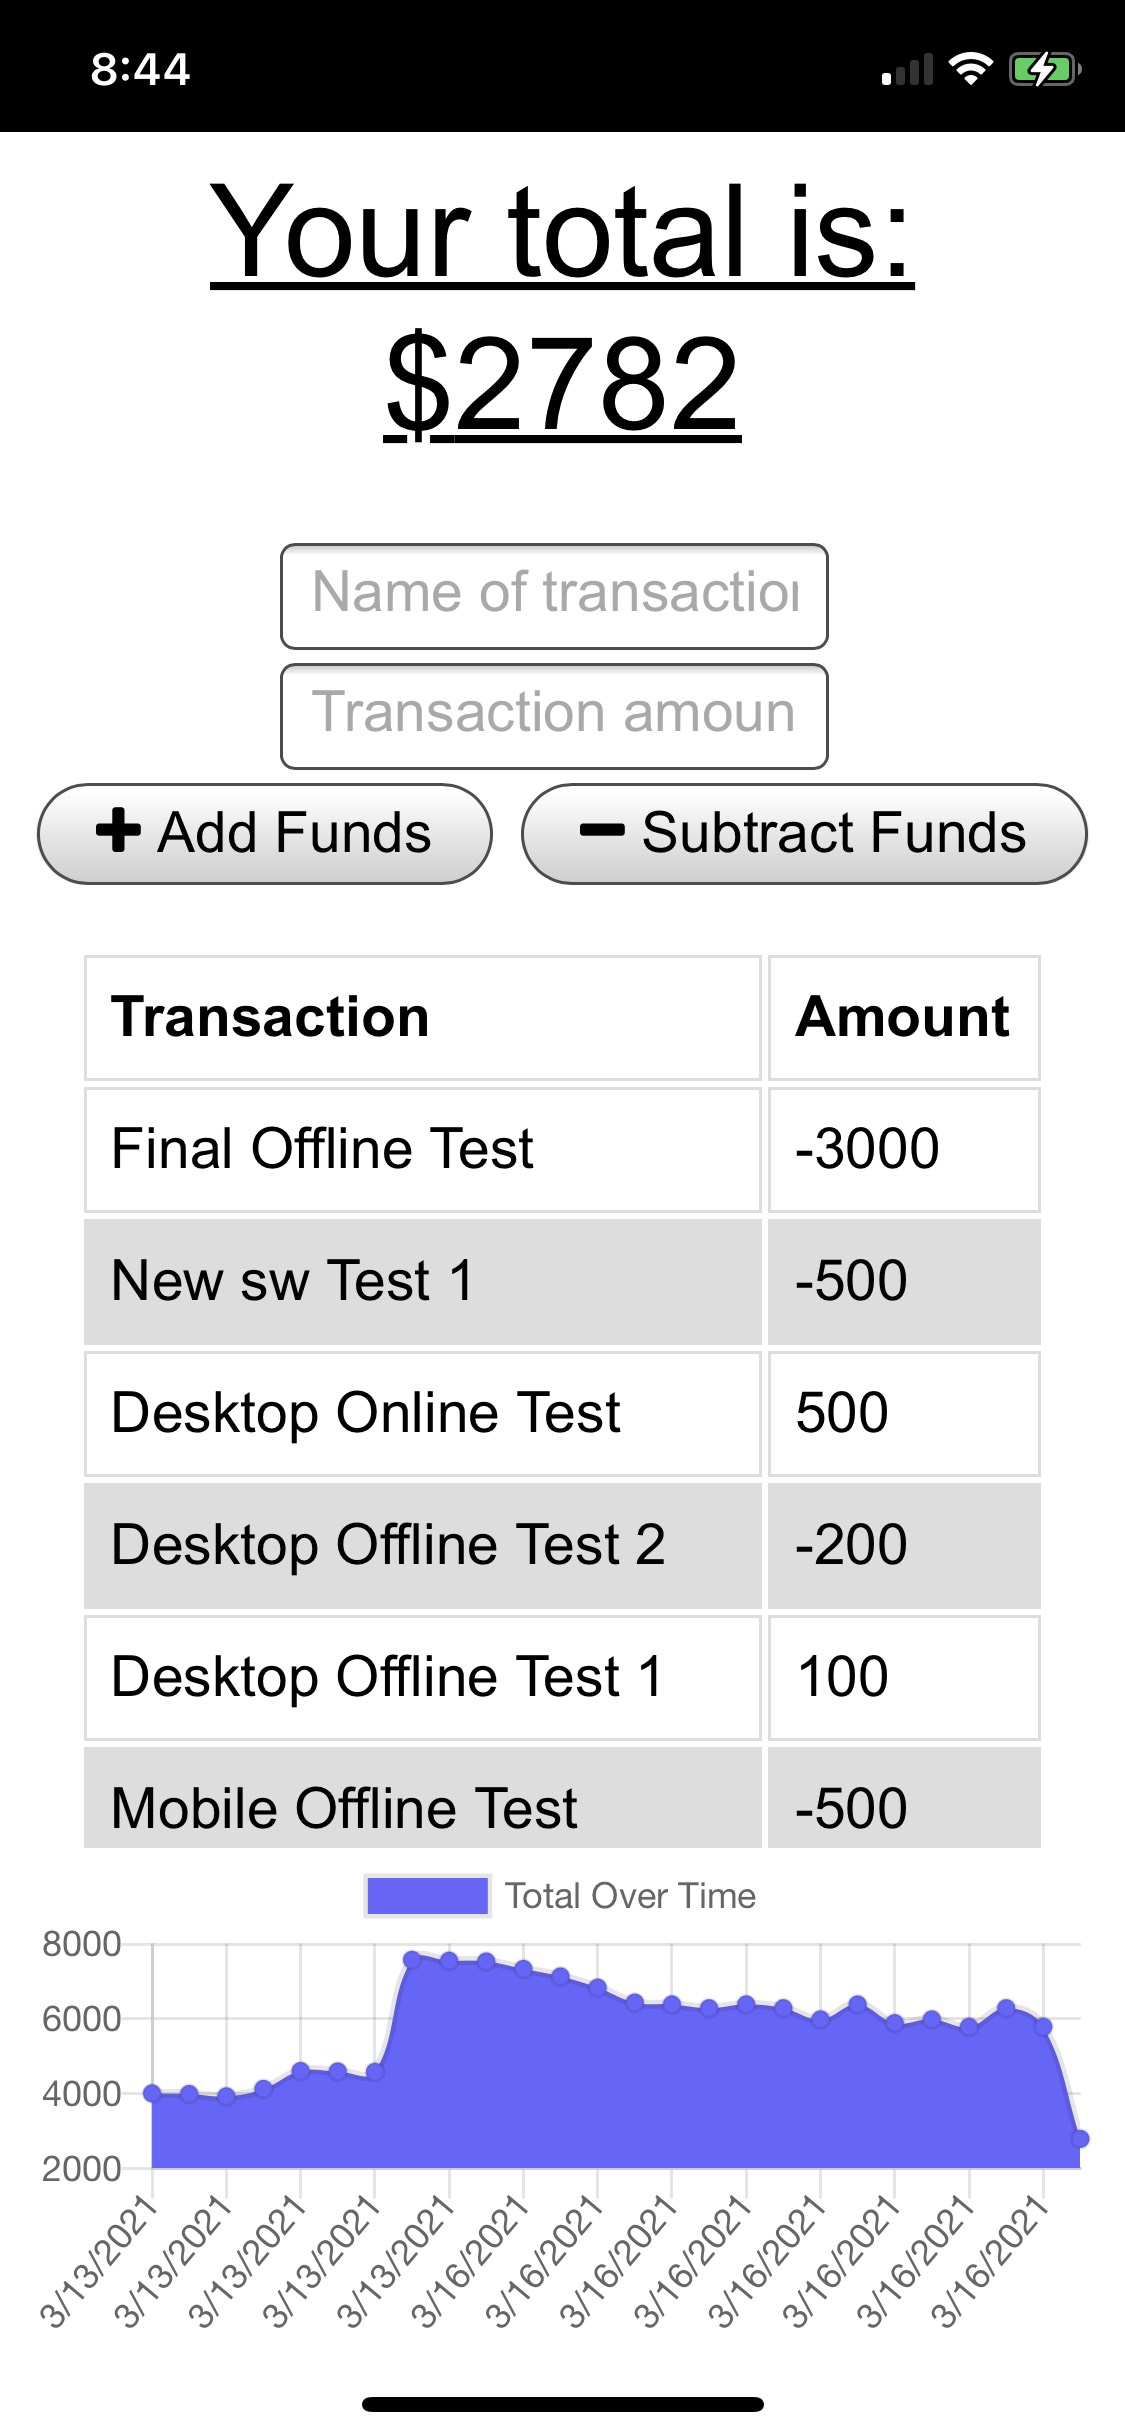 8:44
Your total is:
$2782
Name of transaction
Transaction amoun
Add Funds
Subtract Funds
Transaction Amount
Final Offline Test -3000
New sw Test 1 -500
Desktop Online Test 500
Desktop Offline Test 2 -200
Desktop Offline Test 1 100
Mobile Offline Test -500
Total Over Time
8000
6000
4000
2000
3/13/2021
3/13/2021
3/13/2021
3/13/2021
3/13/2021
3/16/2021
3/16/2021
3/16/2021
3/16/2021
3/16/2021
3/16/2021
3/16/2021
3/16/2021